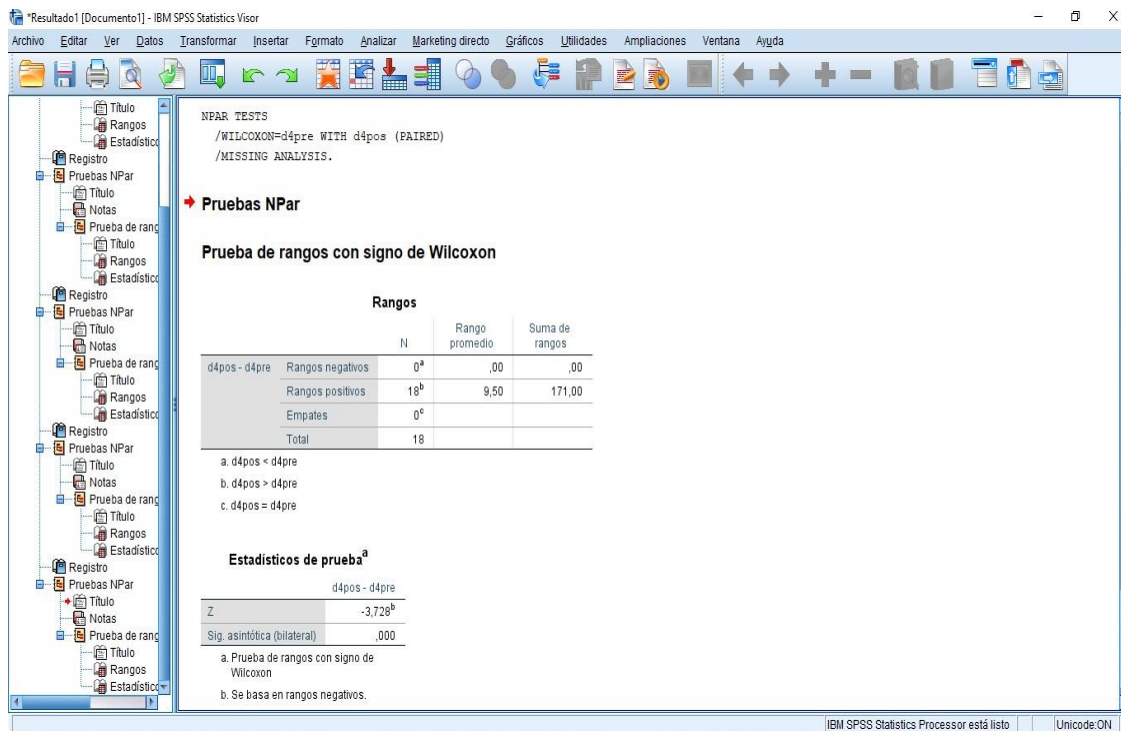 *Resultado1 [Documento1] - IBM SPSS Statistics Visor
Archivo Editar Ver Datos Transformar Insertar Formato Analizar Marketing directo Gráficos Utilidades Ampliaciones Ventana Ayuda
Título
Rangos
Estadístico
Registro
Pruebas NPar
Título
Notas
Prueba de rang
Título
Rangos
Estadístico
Registro
Pruebas NPar
Título
Notas
Prueba de rang
Título
Rangos
Estadístico
Registro
Pruebas NPar
Título
Notas
Prueba de rang
Título
Rangos
Estadístico
Registro
Pruebas NPar
Título
Notas
Prueba de rang
Título
Rangos
Estadístico
NPAR TESTS
/WILCOXON=d4pre WITH d4pos (PAIRED)
/MISSING ANALYSIS.
Pruebas NPar
Prueba de rangos con signo de Wilcoxon
Rangos
N Rango promedio Suma de rangos
d4pos - d4pre Rangos negativos 0a ,00 ,00
Rangos positivos 18b 9,50 171,00
Empates 0c
Total 18
a. d4pos < d4pre
b. d4pos > d4pre
c. d4pos = d4pre
Estadísticos de pruebaa
d4pos - d4pre
Z -3,728b
Sig. asintótica (bilateral) ,000
a. Prueba de rangos con signo de
Wilcoxon
b. Se basa en rangos negativos.
IBM SPSS Statistics Processor está listo Unicode:ON